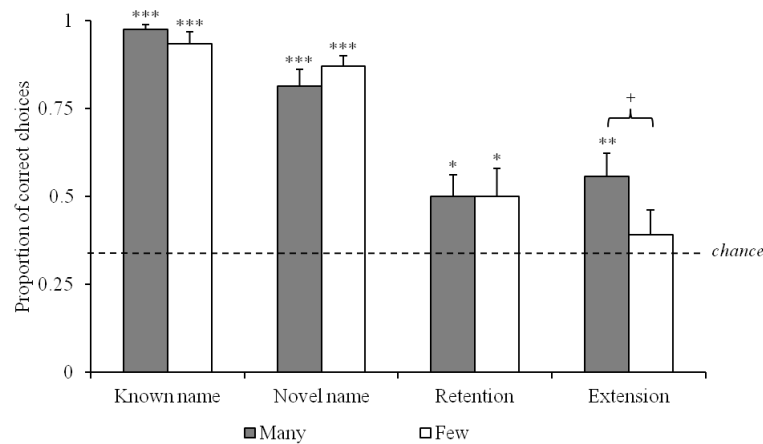 Proportion of correct choices
1
0.75
0.5
0.25
0
***
***
***
***
*
*
**
+
chance
Known name
Novel name
Retention
Extension
Many
Few